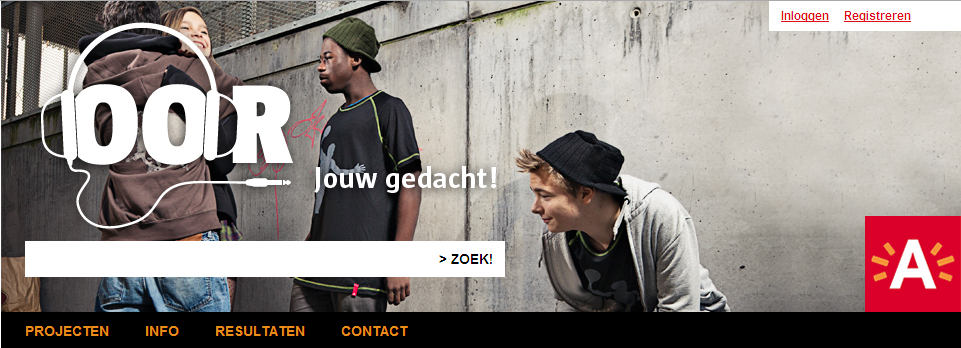 Inloggen Registreren
OOR
Jouw gedacht!
> ZOEK!
A
PROJECTEN INFO RESULTATEN CONTACT